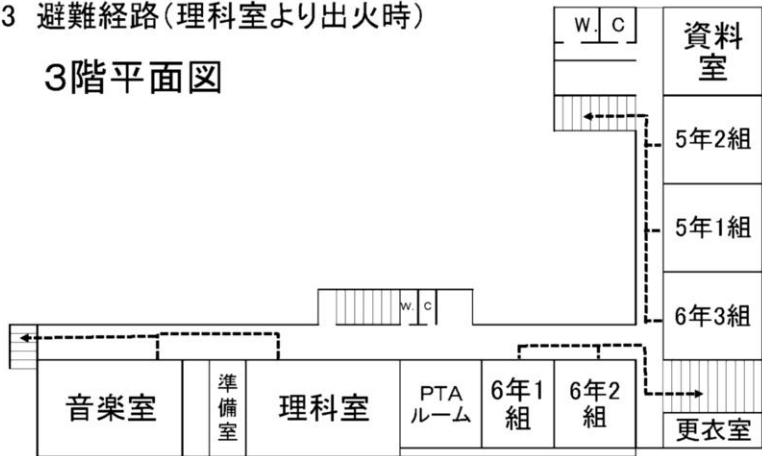 3 避難経路(理科室より出火時)
3階平面図
W. C
資料
室
5年2組
5年1組
6年3組
W. C
音楽室
準
備
室
理科室
PTA
ルーム
6年1
組
6年2
組
更衣室